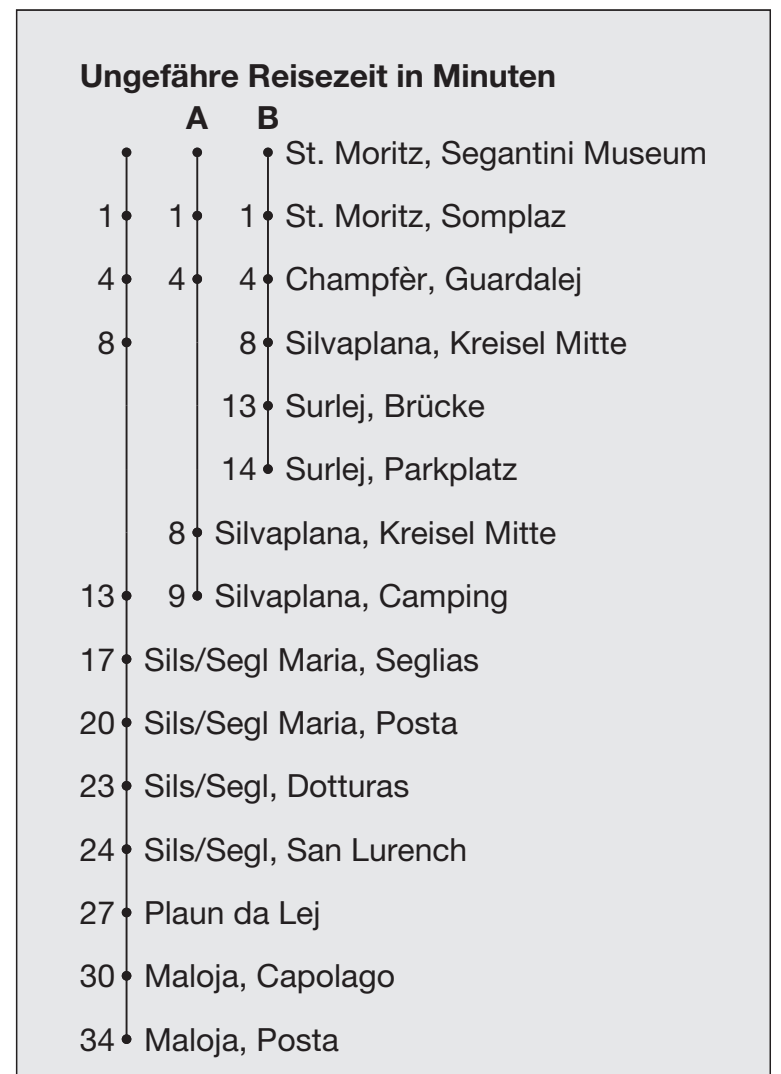 Ungefähre Reisezeit in Minuten
A B
St. Moritz, Segantini Museum
1 1 1 St. Moritz, Somplaz
4 4 4 Champfèr, Guardalej
8 8 Silvaplana, Kreisel Mitte
13 Surlej, Brücke
14 Surlej, Parkplatz
8 Silvaplana, Kreisel Mitte
13 9 Silvaplana, Camping
17 Sils/Segl Maria, Seglias
20 Sils/Segl Maria, Posta
23 Sils/Segl, Dotturas
24 Sils/Segl, San Lurench
27 Plaun da Lej
30 Maloja, Capolago
34 Maloja, Posta